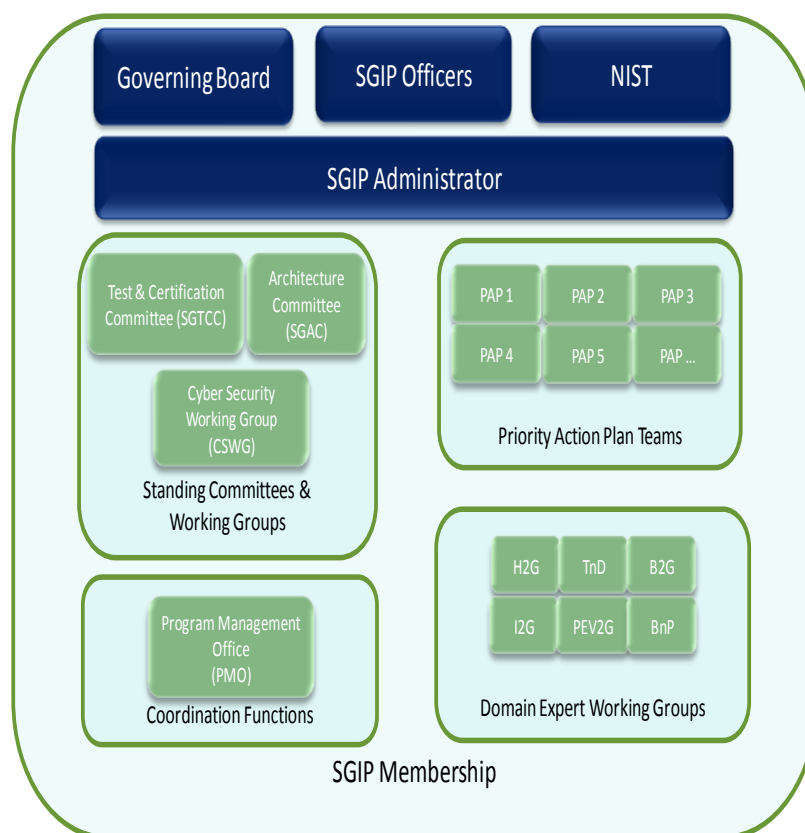 Governing Board
SGIP Officers
NIST
SGIP Administrator
Test & Certification
Committee (SGTCC)
Architecture
Committee
(SGAC)
Cyber Security
Working Group
(CSWG)
Standing Committees &
Working Groups
PAP 1
PAP 2
PAP 3
PAP 4
PAP 5
PAP ...
Priority Action Plan Teams
Program Management
Office
(PMO)
Coordination Functions
H2G
TnD
B2G
I2G
PEV2G
BnP
Domain Expert Working Groups
SGIP Membership